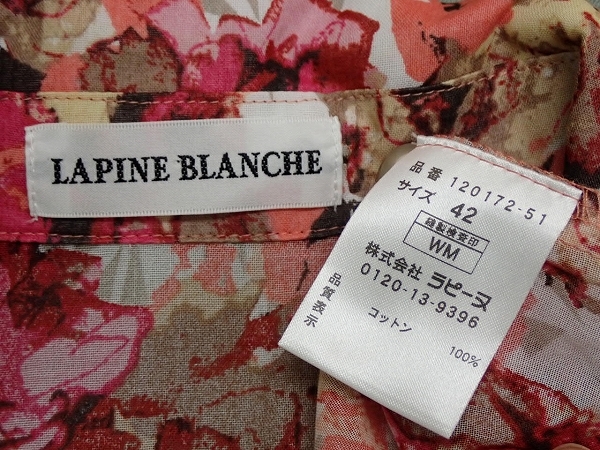 LAPINE BLANCHE
品番 120172-51
サイズ 42
縫製検査印
WM
株式会社 ラピーヌ
0120-13-9396
品質表示
コットン 100%